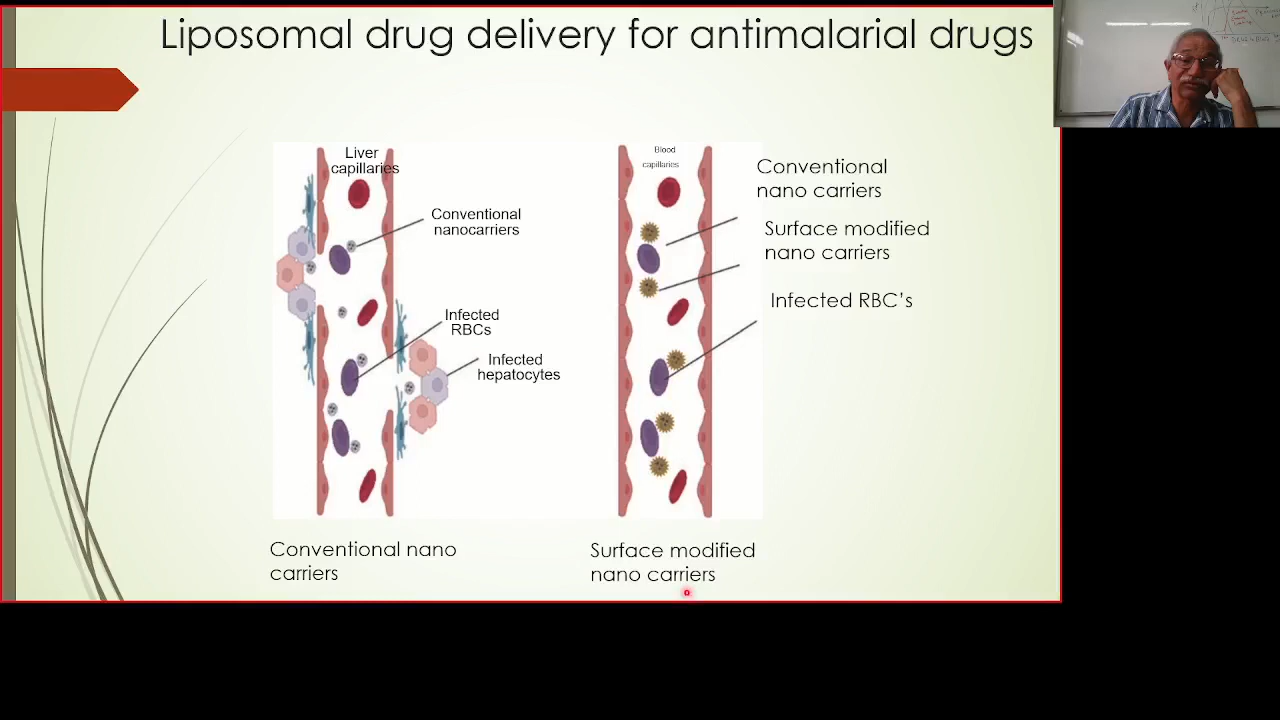 Liposomal drug delivery for antimalarial drugs
Liver
capillaries
Conventional
nanocarriers
Infected
RBCs
Infected
hepatocytes
Blood
capillaries
Conventional
nano carriers
Surface modified
nano carriers
Infected RBC’s
Conventional nano
carriers
Surface modified
nano carriers